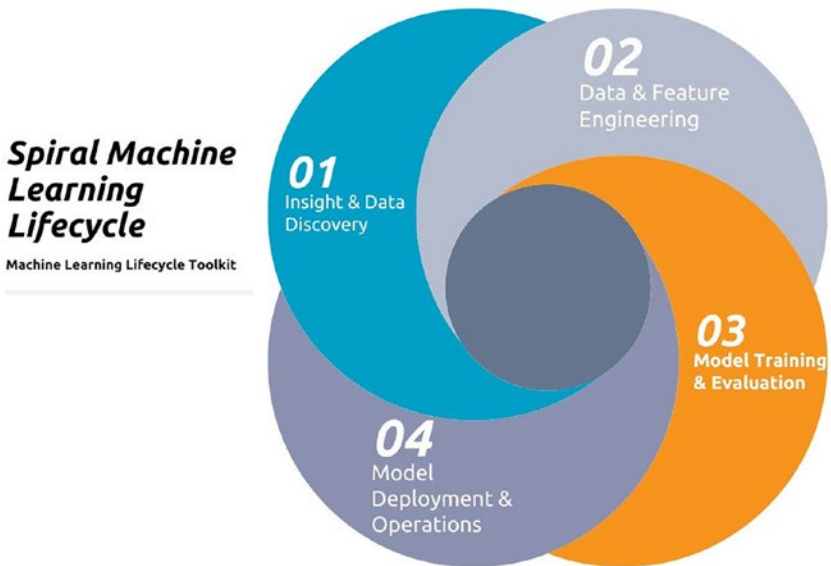 Spiral Machine
Learning
Lifecycle
Machine Learning Lifecycle Toolkit
01
Insight & Data
Discovery
02
Data & Feature
Engineering
03
Model Training
& Evaluation
04
Model
Deployment &
Operations